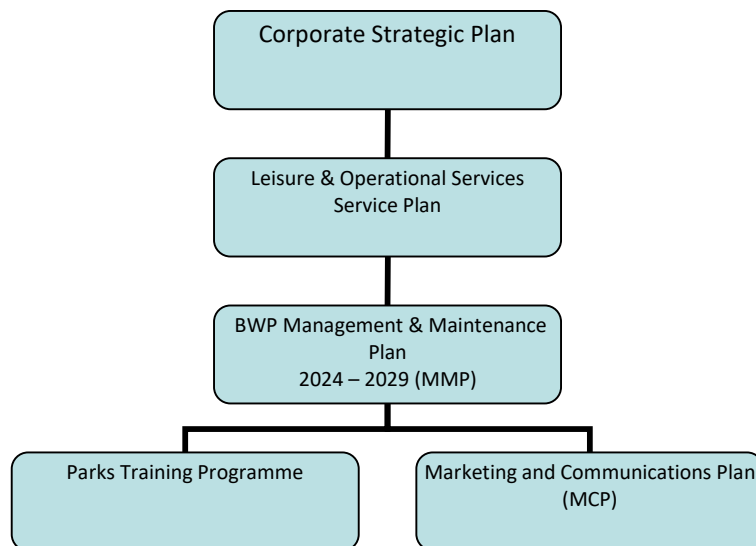 Corporate Strategic Plan
Leisure & Operational Services
Service Plan
BWP Management & Maintenance
Plan
2024 – 2029 (MMP)
Parks Training Programme
Marketing and Communications Plan
(MCP)